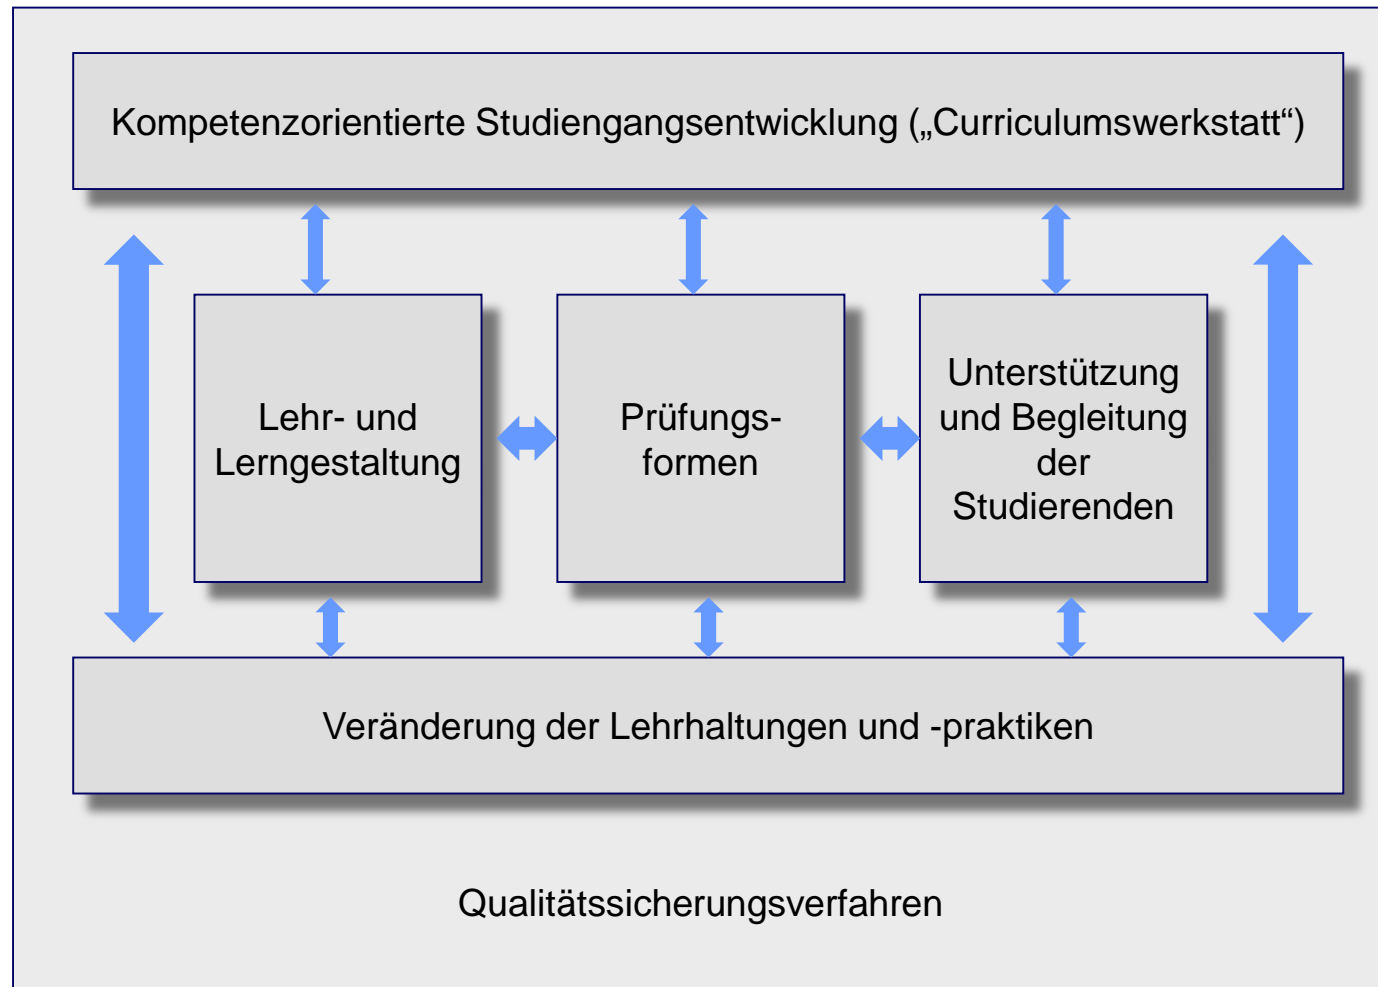 Kompetenzorientierte Studiengangsentwicklung („Curriculumswerkstatt“)
Lehr- und
Lerngestaltung
Prüfungs-
formen
Unterstützung
und Begleitung
der
Studierenden
Veränderung der Lehrhaltungen und -praktiken
Qualitätssicherungsverfahren